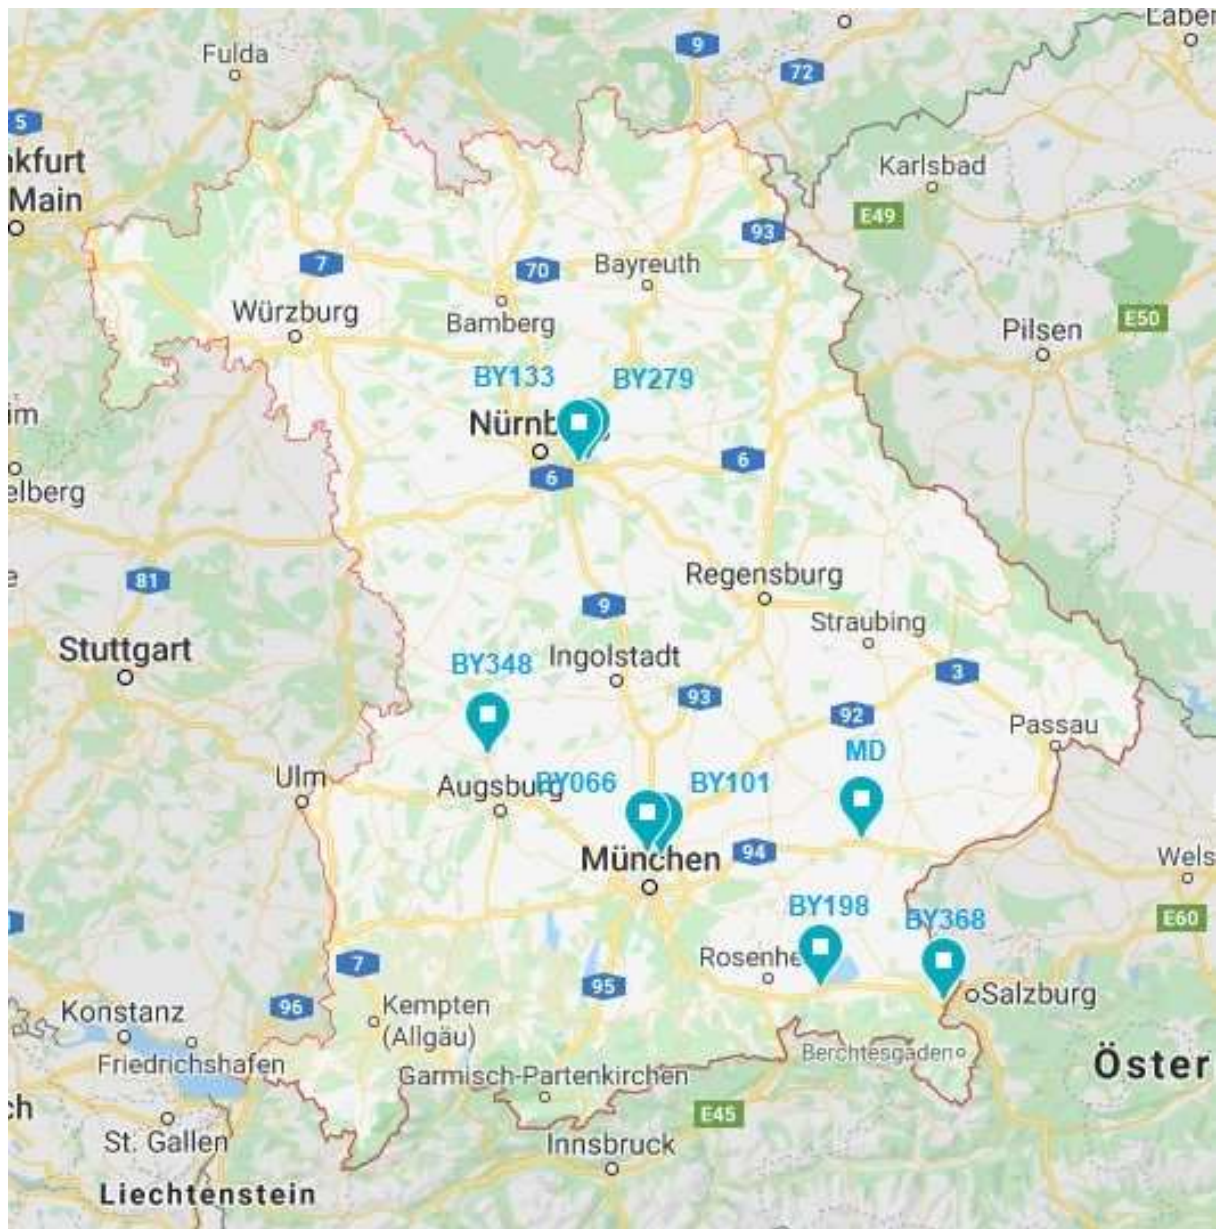 Fulda
9
72
5
kfurt
Main
Karlsbad
E49
93
7
70
Bayreuth
Würzburg
Bamberg
E50
Pilsen
BY133
BY279
im
Nürnb
6
6
elberg
81
Regensburg
9
Straubing
Stuttgart
BY348
Ingolstadt
3
93
92
Passau
MD
Ulm
Augsburg
BY066
BY101
München
94
Wels
BY198
BY368
E60
Rosenhe
7
95
96
Salzburg
Konstanz
Kempten
(Allgäu)
Friedrichshafen
Berchtesgaden
Öster
Garmisch-Partenkirchen
ch
St. Gallen
E45
Innsbruck
Liechtenstein